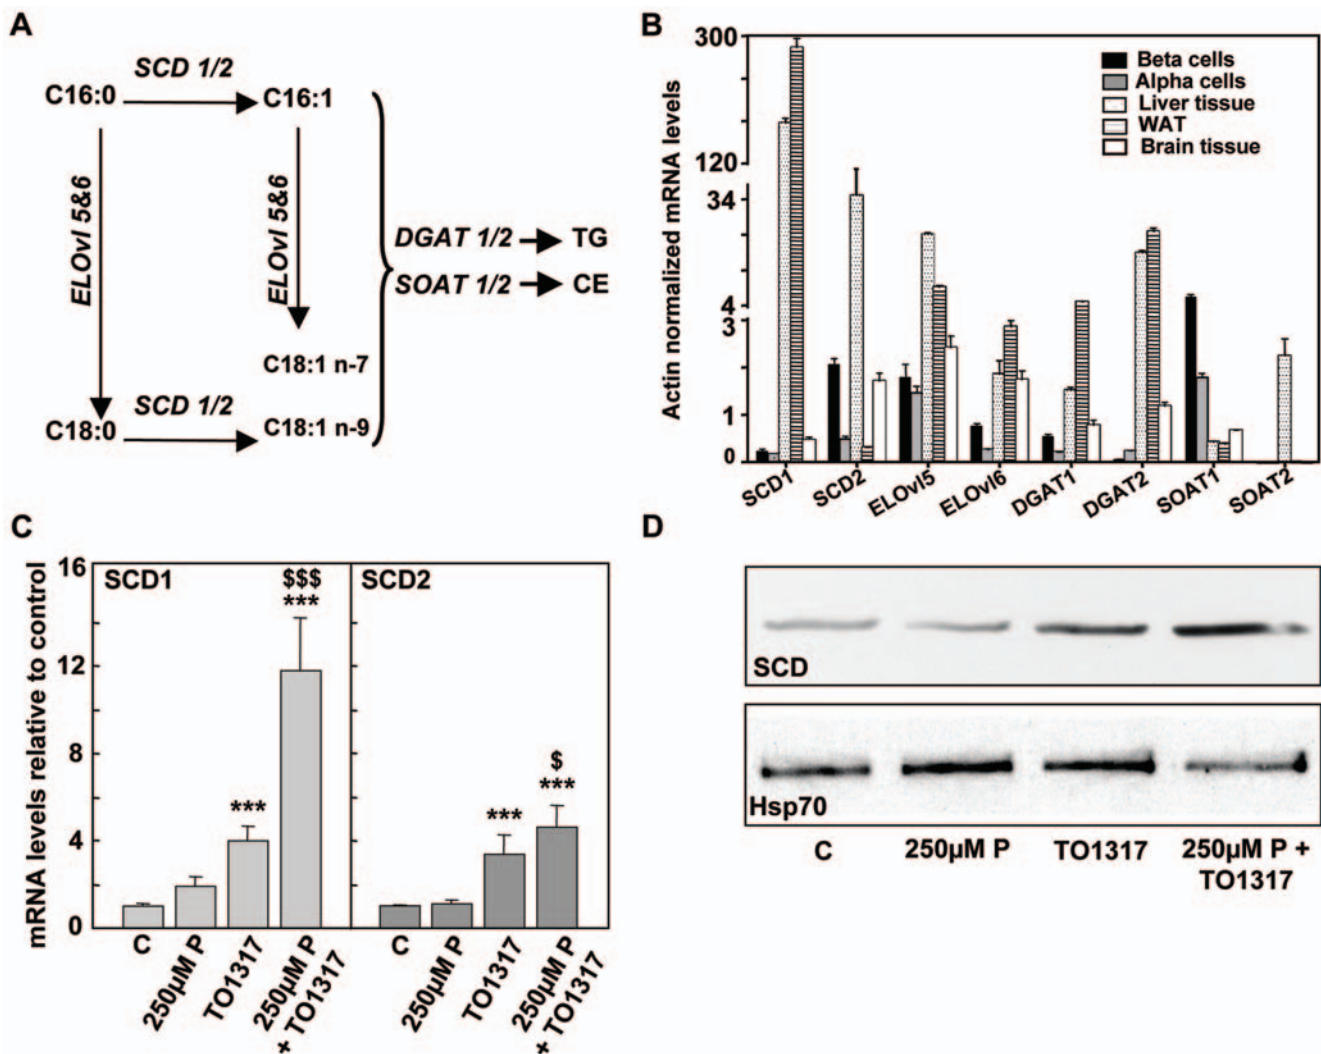 A
SCD 1/2
C16:0
C16:1
ELOvl 5&6
ELOvl 5&6
DGAT 1/2
TG
SOAT 1/2
CE
C18:1 n-7
SCD 1/2
C18:0
C18:1 n-9
B
Actin normalized mRNA levels
300
120
34
4
3
1
0
Beta cells
Alpha cells
Liver tissue
WAT
Brain tissue
SCD1
SCD2
ELOvl5
ELOvl6
DGAT1
DGAT2
SOAT1
SOAT2
C
mRNA levels relative to control
16
12
8
4
0
SCD1
***
$$$
***
SCD2
***
$
***
C
250µM P
TO1317
250µM P
+ TO1317
C
250µM P
TO1317
250µM P
+ TO1317
D
SCD
Hsp70
C
250µM P
TO1317
250µM P +
TO1317